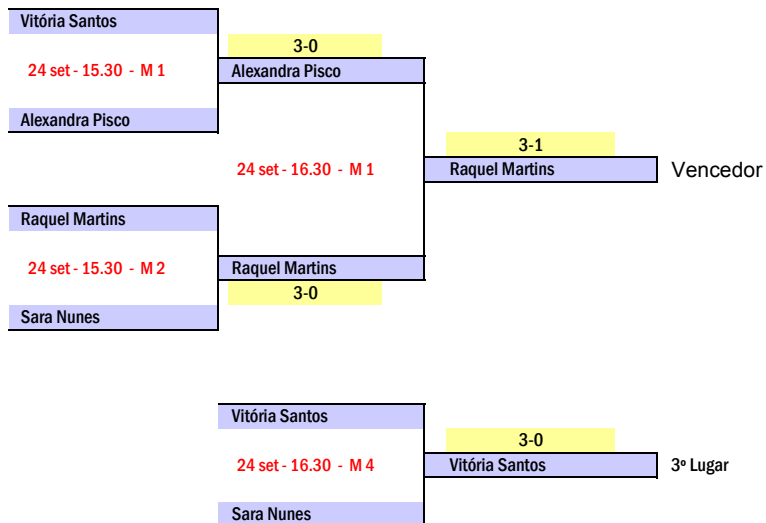 Vitória Santos
3-0
24 set - 15.30 - M 1
Alexandra Pisco
Alexandra Pisco
3-1
24 set - 16.30 - M 1
Raquel Martins
Vencedor
Raquel Martins
24 set - 15.30 - M 2
Raquel Martins
3-0
Sara Nunes
Vitória Santos
3-0
24 set - 16.30 - M 4
Vitória Santos
3º Lugar
Sara Nunes